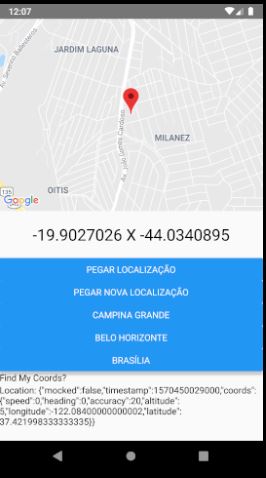 12:07
JARDIM LAGUNA
Av. Severino Ballesteros
Av. João Gomes Cardoso
MILANEZ
135
OITIS
Google
-19.9027026 X -44.0340895
PEGAR LOCALIZAÇÃO
PEGAR NOVA LOCALIZAÇÃO
CAMPINA GRANDE
BELO HORIZONTE
BRASÍLIA
Find My Coords?
Location: {"mocked":false,"timestamp":1570450029000,"coords":
{"speed":0,"heading":0,"accuracy":20,"altitude":
5,"longitude":-122.08400000000002,"latitude":
37.421998333333335}}